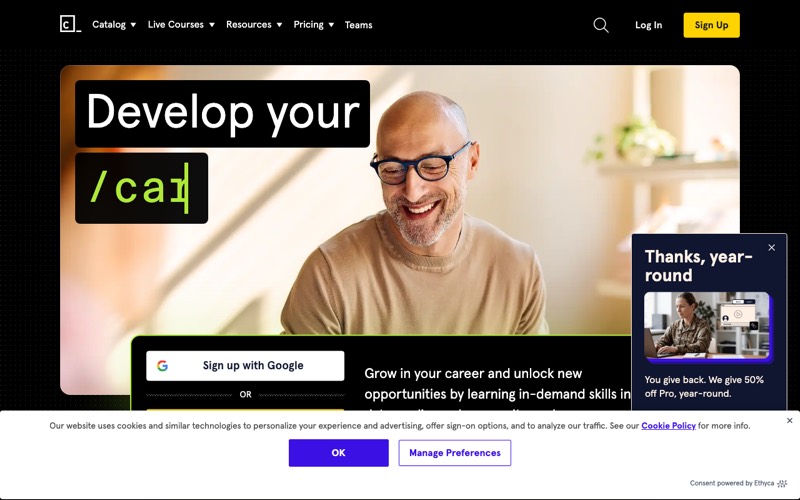 C_
Catalog
Live Courses
Resources
Pricing
Teams
Log In
Sign Up
Develop your
/car
Sign up with Google
OR
Grow in your career and unlock new
opportunities by learning in-demand skills in
Thanks, year-
round
You give back. We give 50%
off Pro, year-round.
Our website uses cookies and similar technologies to personalize your experience and advertising, offer sign-on options, and to analyze our traffic. See our Cookie Policy for more info.
OK
Manage Preferences
Consent powered by Ethyca